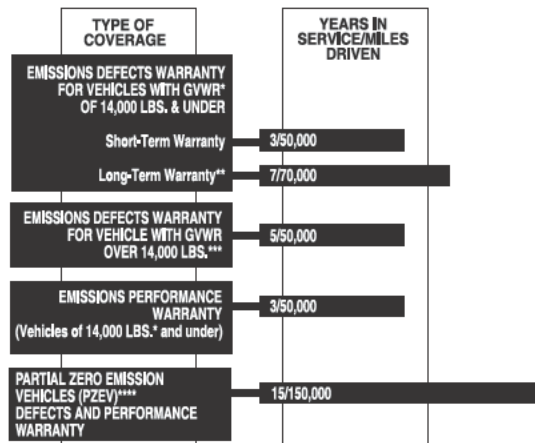 TYPE OF
COVERAGE
YEARS IN
SERVICE/MILES
DRIVEN
EMISSIONS DEFECTS WARRANTY
FOR VEHICLES WITH GVWR*
OF 14,000 LBS. & UNDER
Short-Term Warranty
3/50,000
Long-Term Warranty**
7/70,000
EMISSIONS DEFECTS WARRANTY
FOR VEHICLE WITH GVWR
OVER 14,000 LBS.***
5/50,000
EMISSIONS PERFORMANCE
WARRANTY
(Vehicles of 14,000 LBS.* and under)
3/50,000
PARTIAL ZERO EMISSION
VEHICLES (PZEV)****
DEFECTS AND PERFORMANCE
WARRANTY
15/150,000